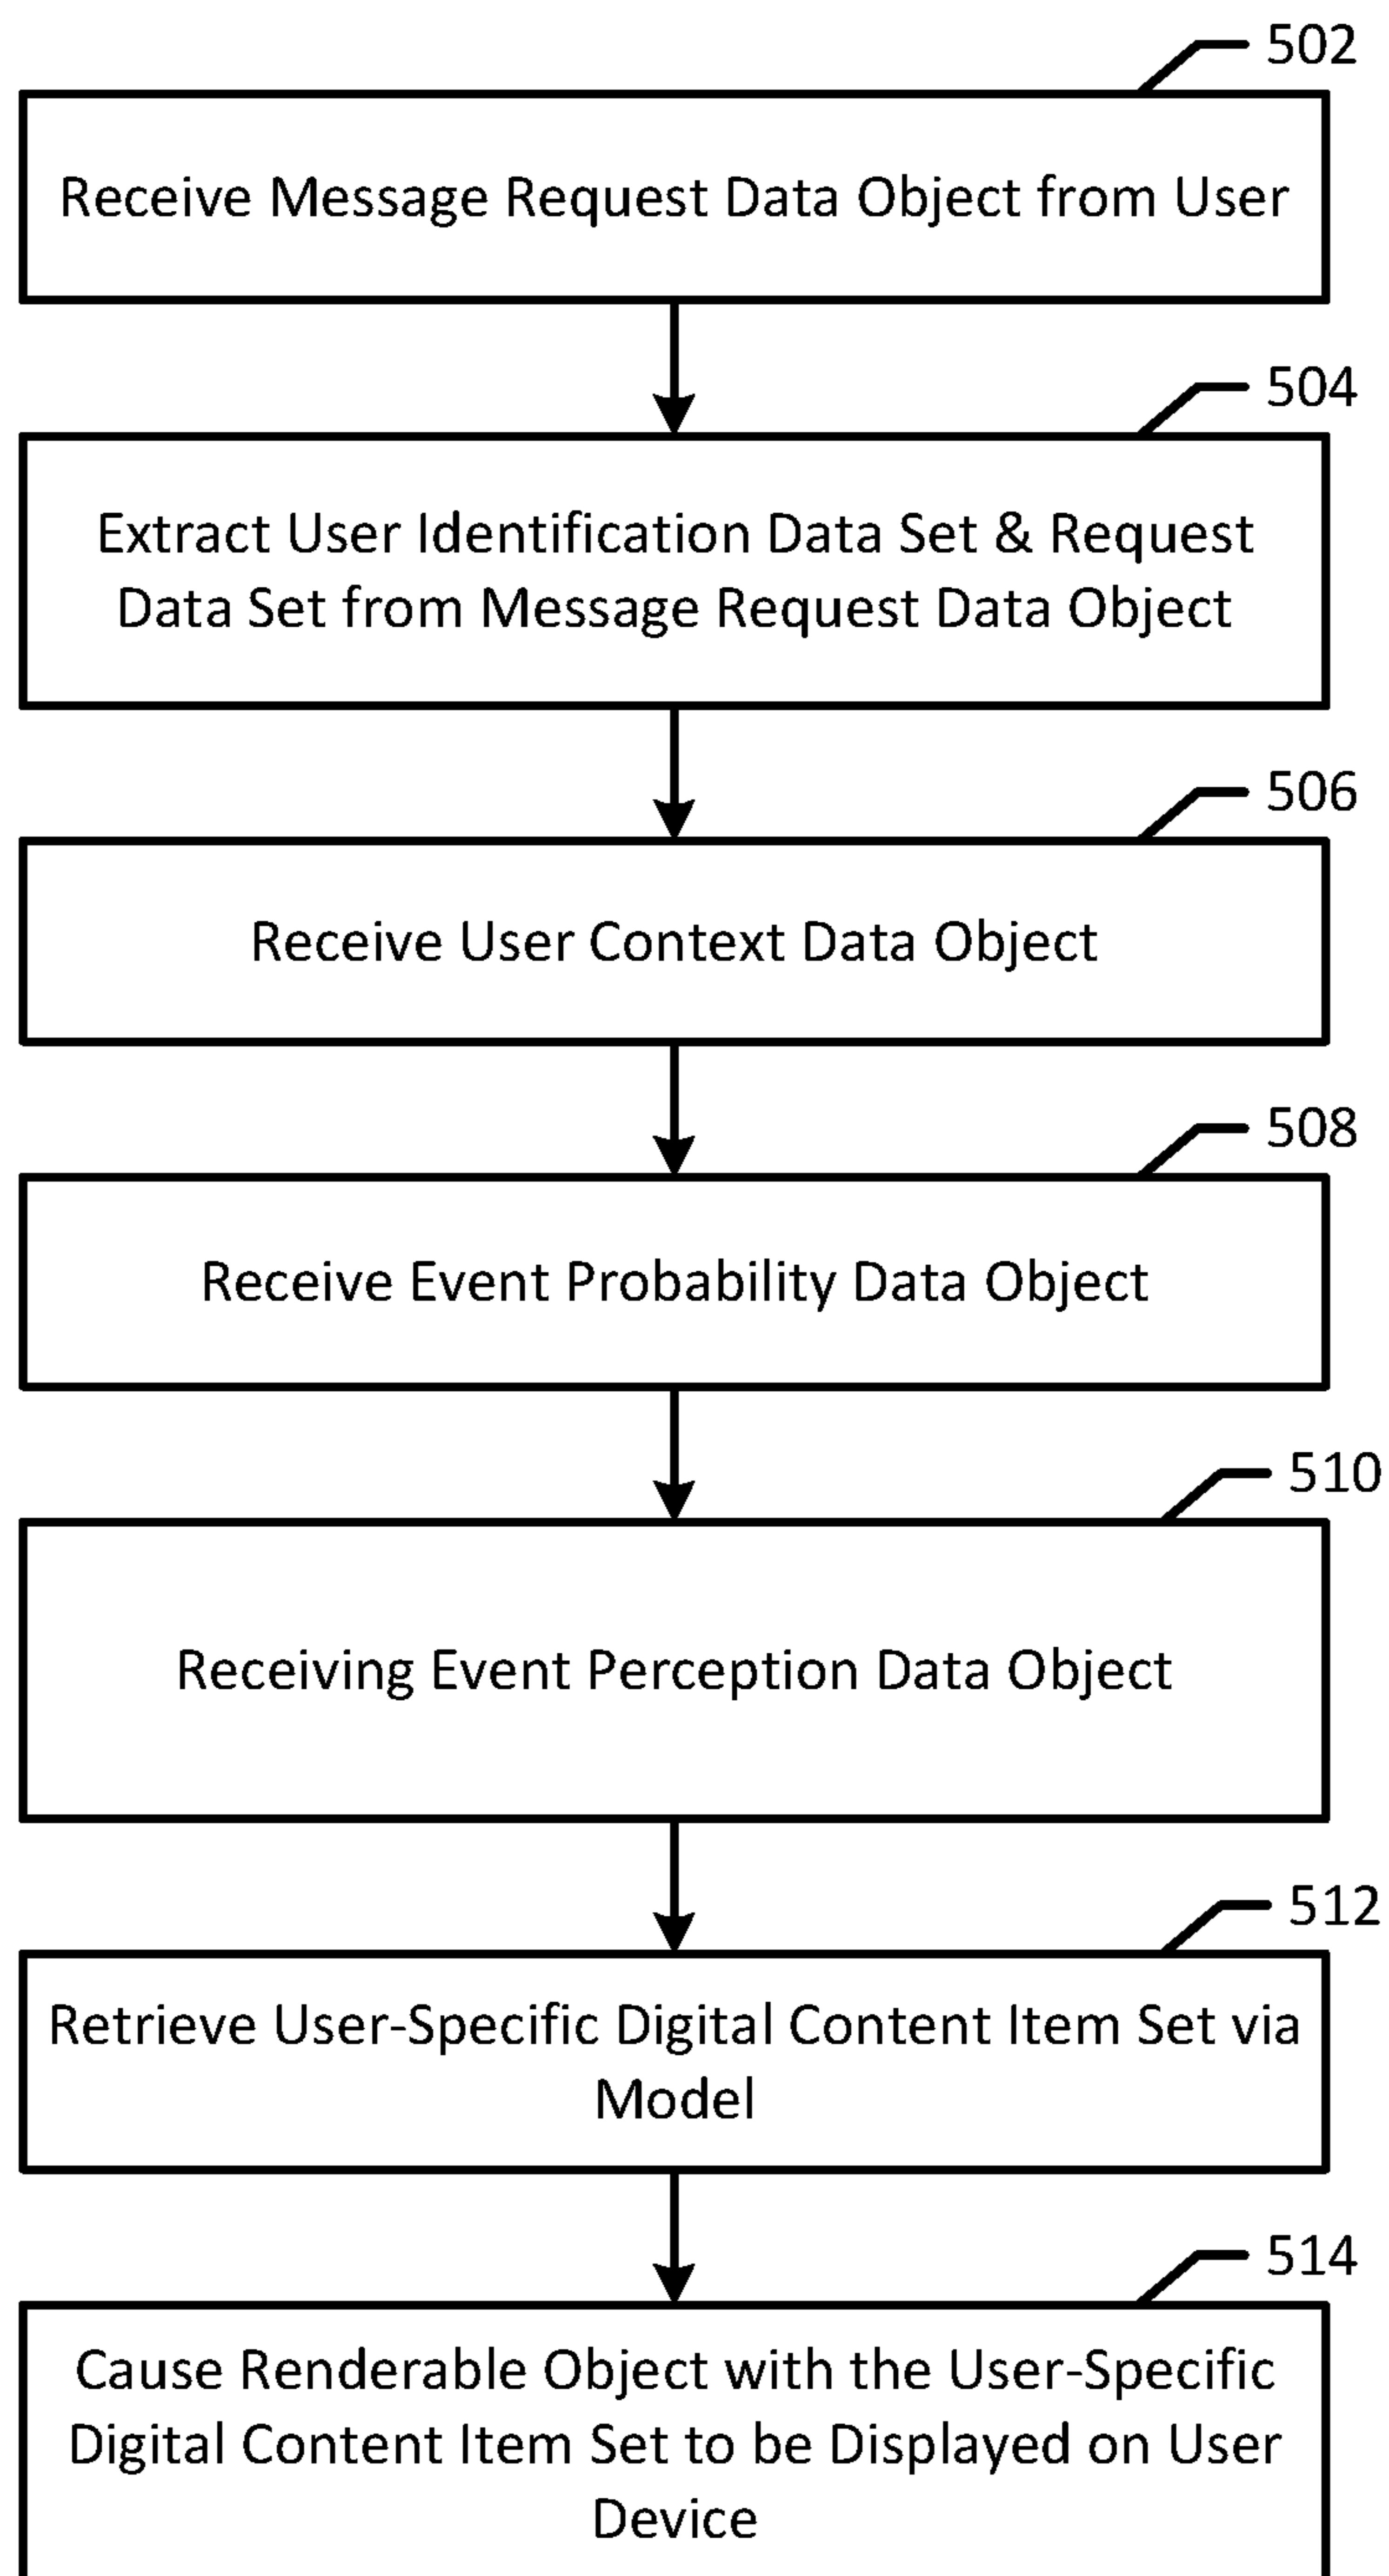 502
Receive Message Request Data Object from User
504
Extract User Identification Data Set & Request
Data Set from Message Request Data Object
506
Receive User Context Data Object
508
Receive Event Probability Data Object
510
Receiving Event Perception Data Object
512
Retrieve User-Specific Digital Content Item Set via
Model
514
Cause Renderable Object with the User-Specific
Digital Content Item Set to be Displayed on User
Device